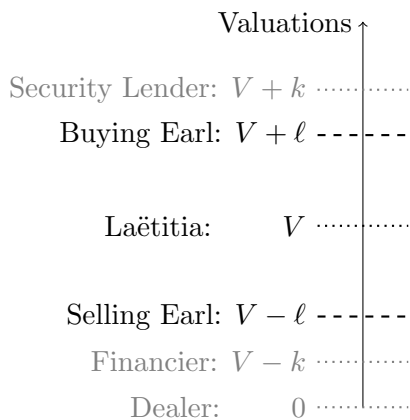 Valuations
Security Lender: V + k
Buying Earl: V + ℓ
Laëtitia: V
Selling Earl: V − ℓ
Financier: V − k
Dealer: 0